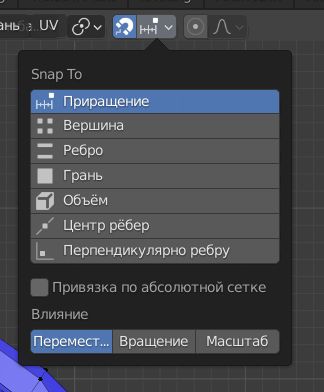 ань
UV
Snap To
Приращение
Вершина
Ребро
Грань
Объём
Центр рёбер
Перпендикулярно ребру
Привязка по абсолютной сетке
Влияние
Перемест... Вращение Масштаб